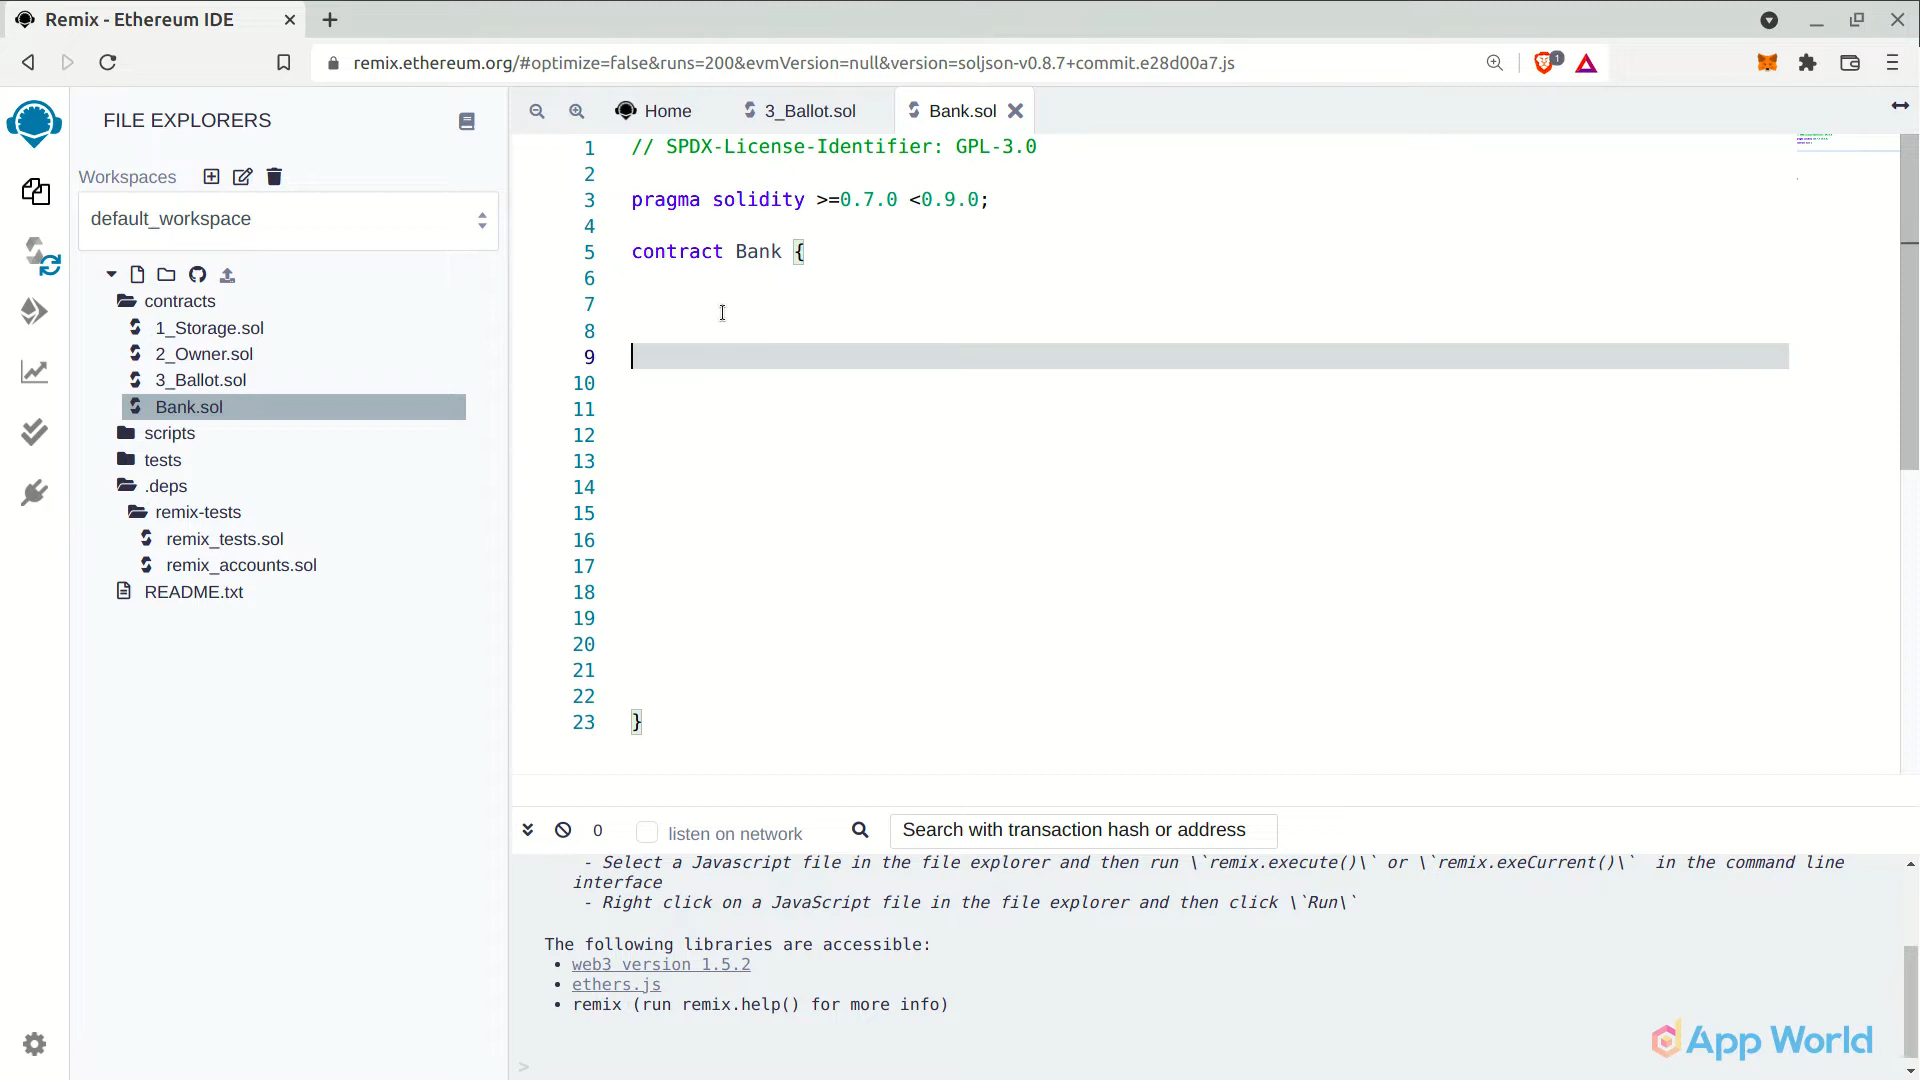 Remix - Ethereum IDE
remix.ethereum.org/#optimize=false&runs=200&evmVersion=null&version=soljson-v0.8.7+commit.e28d00a7.js
1
FILE EXPLORERS
Home
3_Ballot.sol
Bank.sol
Workspaces
default_workspace
contracts
1_Storage.sol
2_Owner.sol
3_Ballot.sol
Bank.sol
scripts
tests
.deps
remix-tests
remix_tests.sol
remix_accounts.sol
README.txt
1 // SPDX-License-Identifier: GPL-3.0
2
3 pragma solidity >=0.7.0 <0.9.0;
4
5 contract Bank {
6
7
8
9
10
11
12
13
14
15
16
17
18
19
20
21
22
23 }
0
listen on network
Search with transaction hash or address
- Select a Javascript file in the file explorer and then run \`remix.execute()\` or \`remix.exeCurrent()\` in the command line
interface
- Right click on a JavaScript file in the file explorer and then click \`Run\`
The following libraries are accessible:
• web3 version 1.5.2
• ethers.js
• remix (run remix.help() for more info)
>
App World